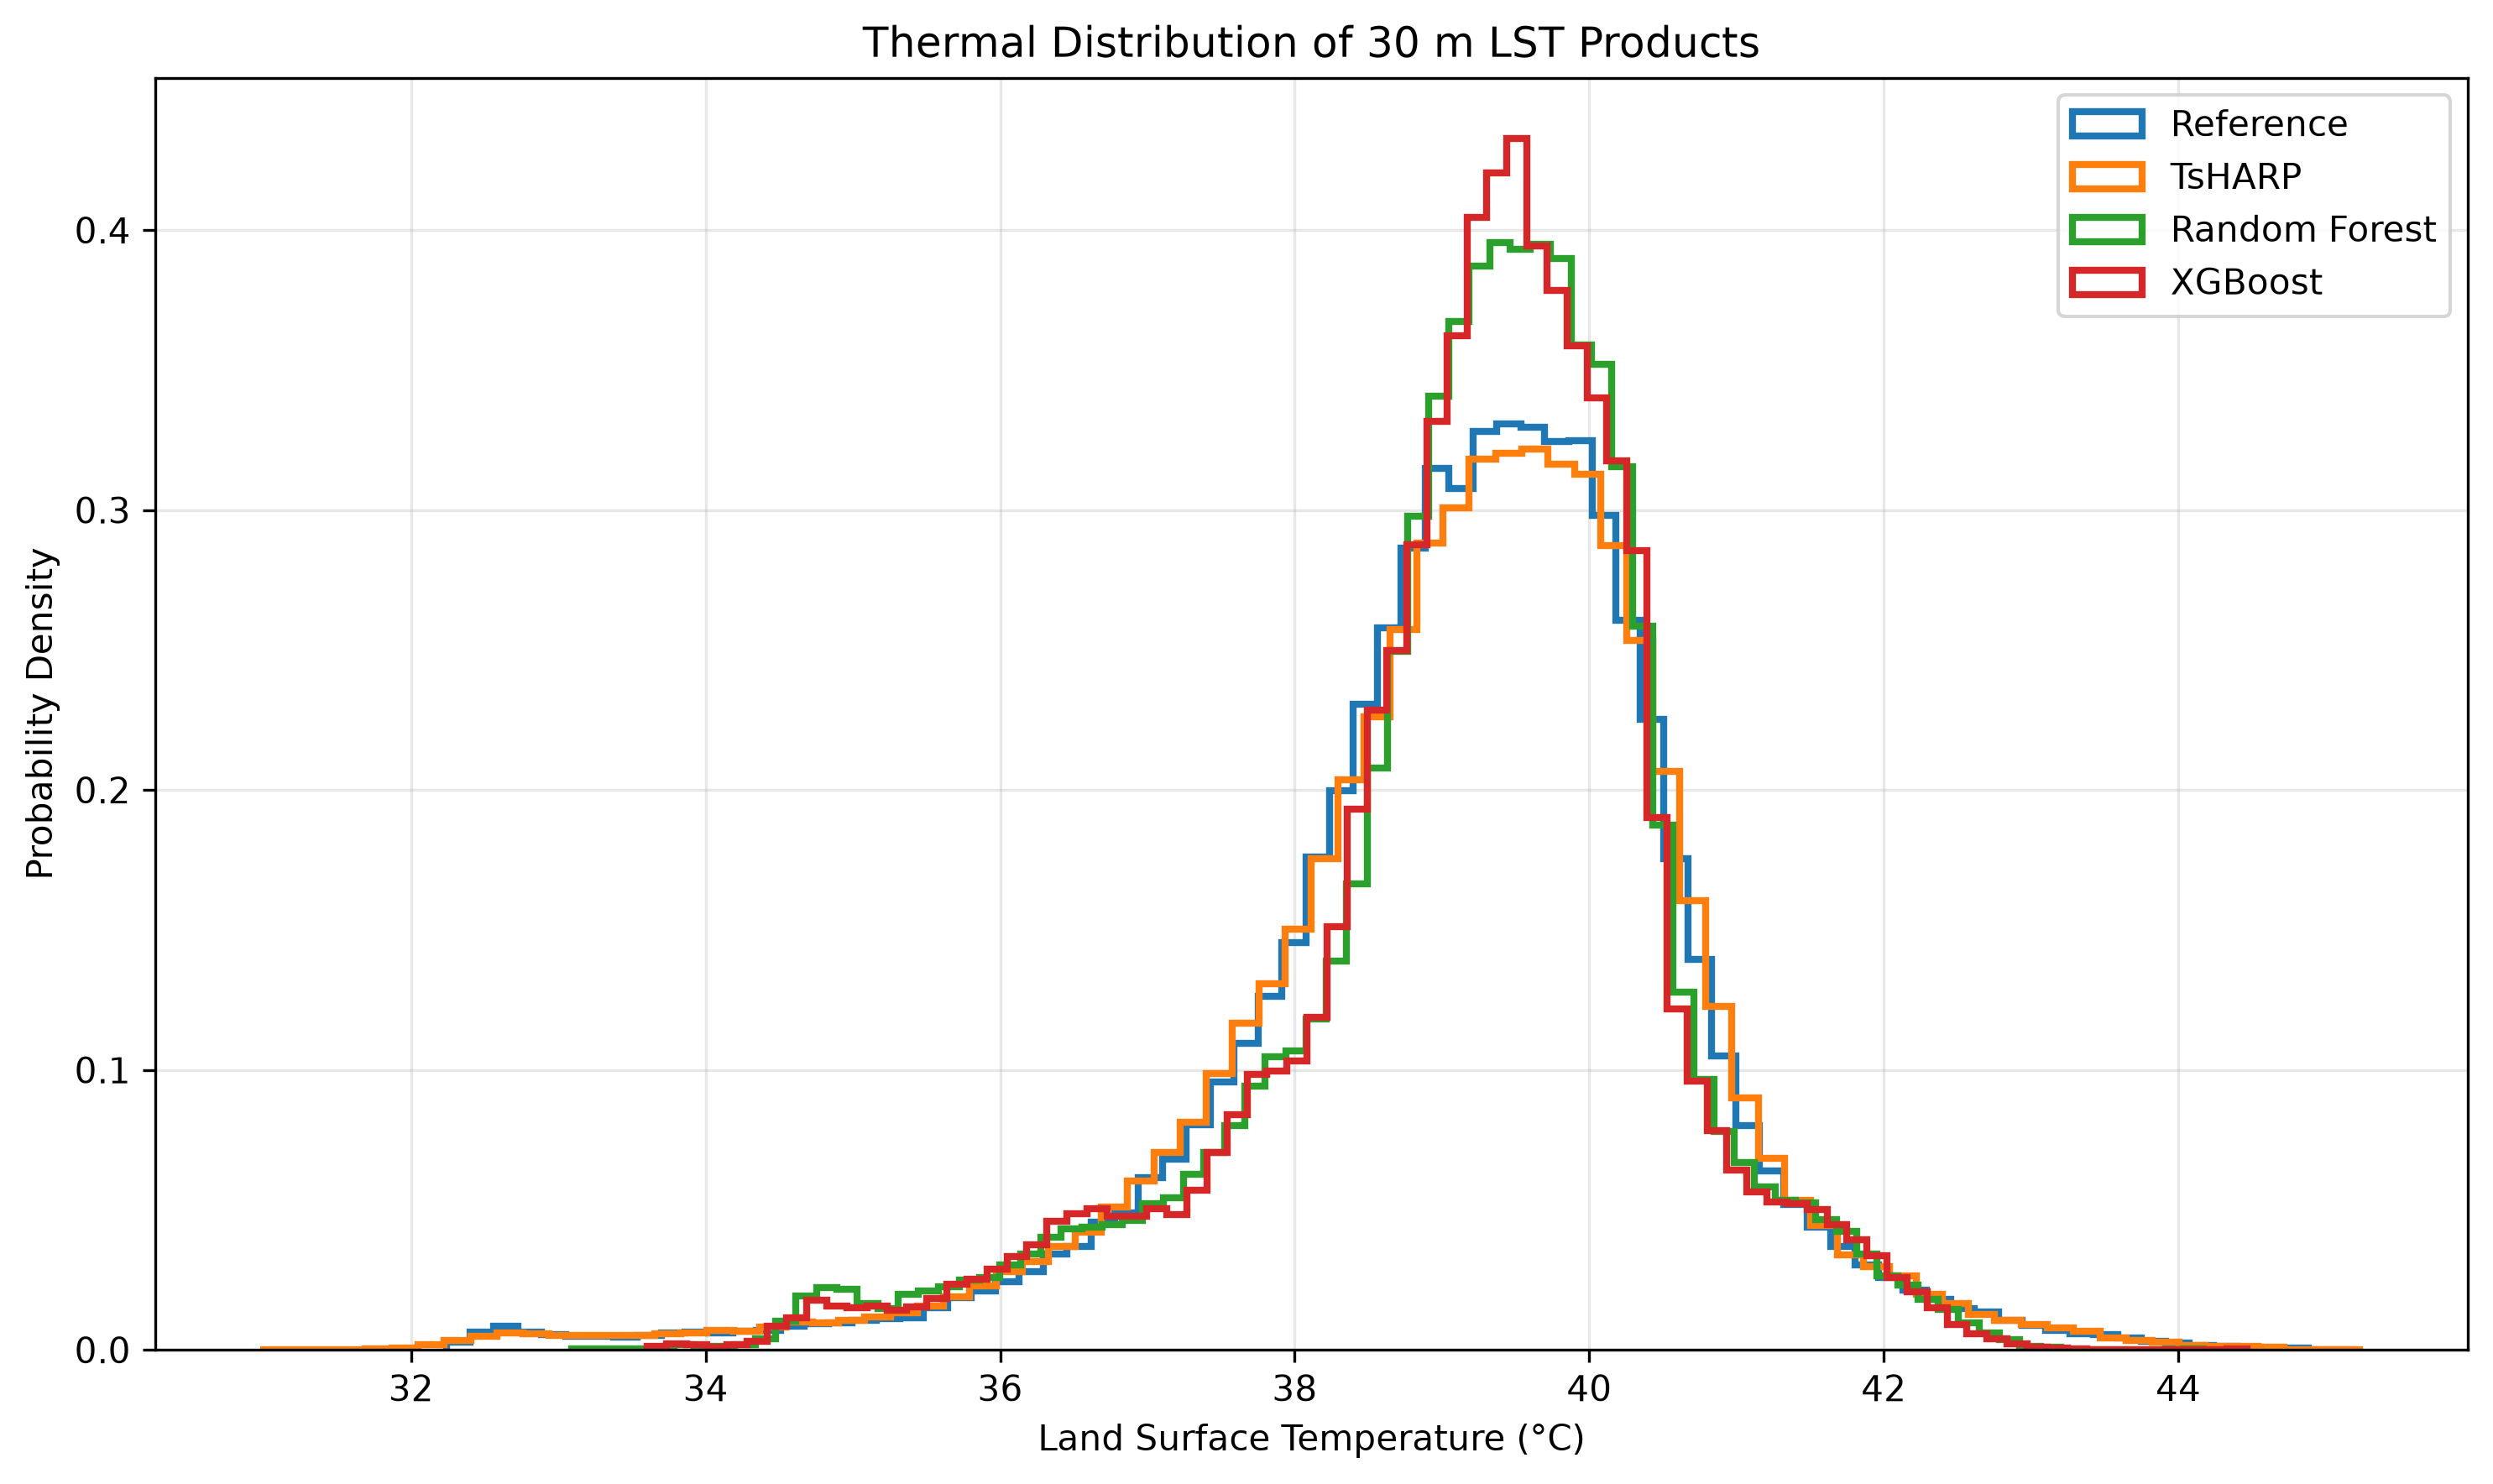 Thermal Distribution of 30 m LST Products
Reference
TsHARP
Random Forest
XGBoost
Probability Density
0.4
0.3
0.2
0.1
0.0
32 34 36 38 40 42 44
Land Surface Temperature (°C)